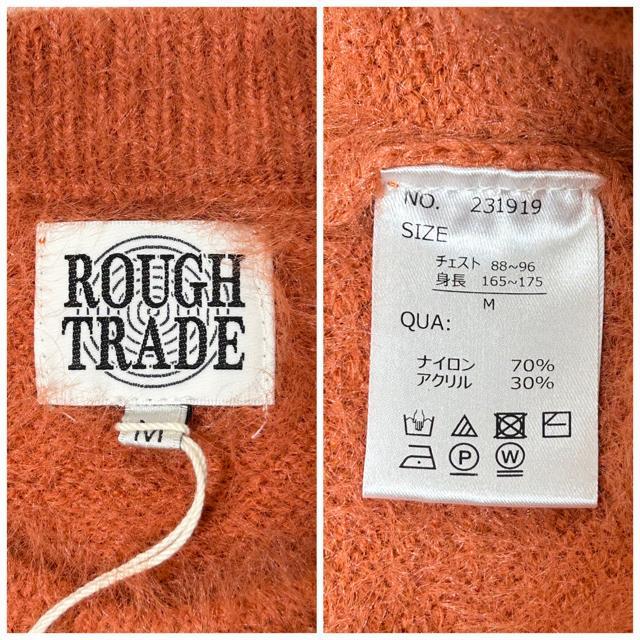 ROUGH
TRADE
M
NO. 231919
SIZE
チェスト 88~96
身長 165~175
M
QUA:
ナイロン 70%
アクリル 30%
P W